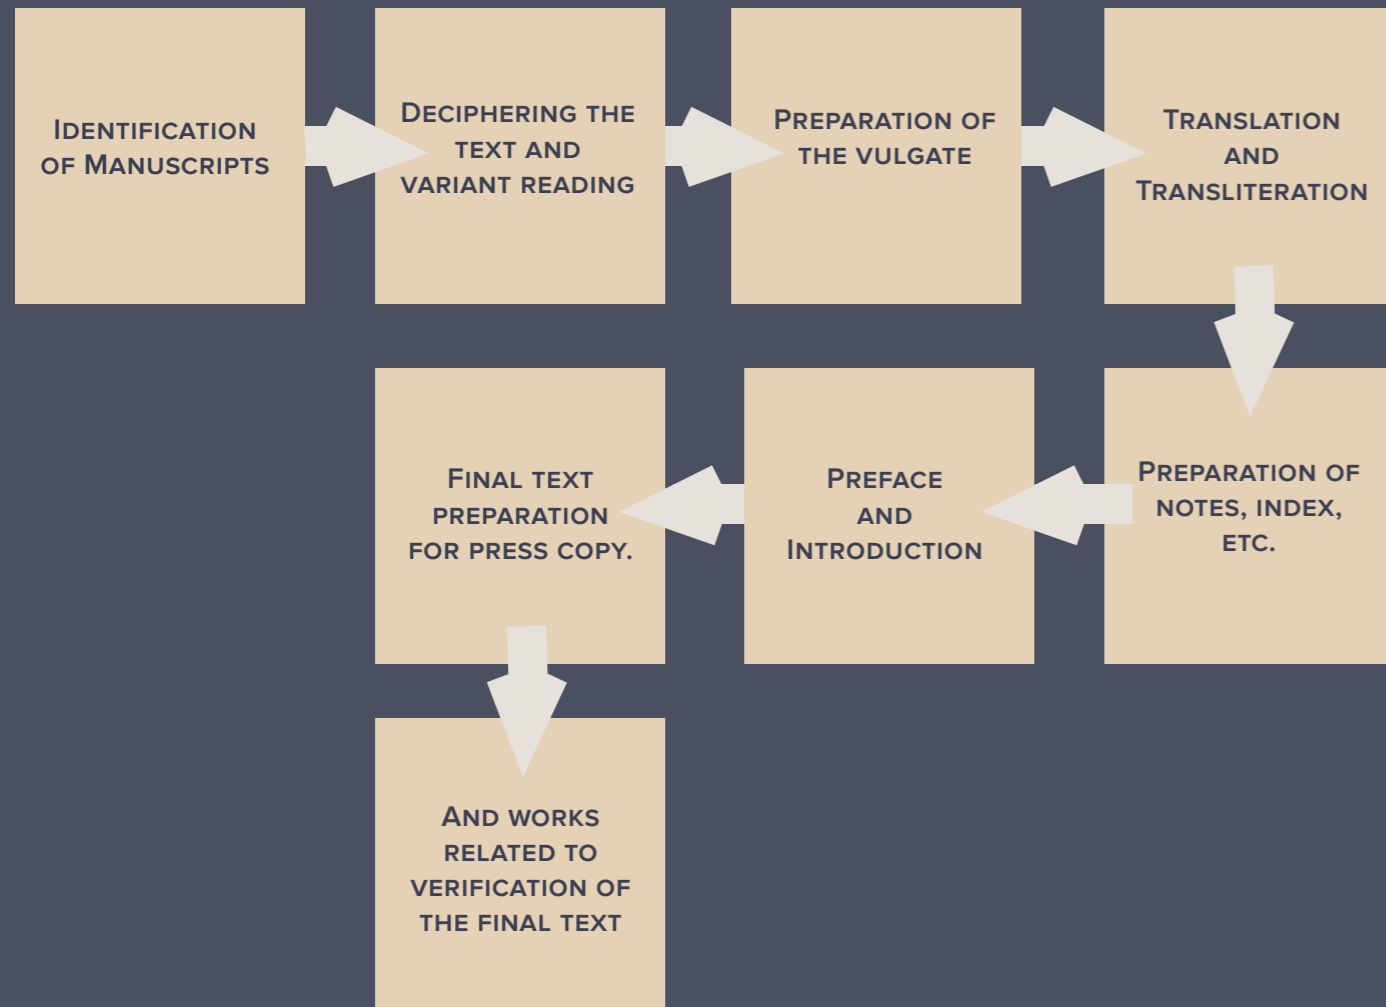 Identification
of Manuscripts
Deciphering the
text and
variant reading
Preparation of
the vulgate
Translation
and
Transliteration
Preparation of
notes, index,
etc.
Preface
and
Introduction
Final text
preparation
for press copy.
And works
related to
verification of
the final text